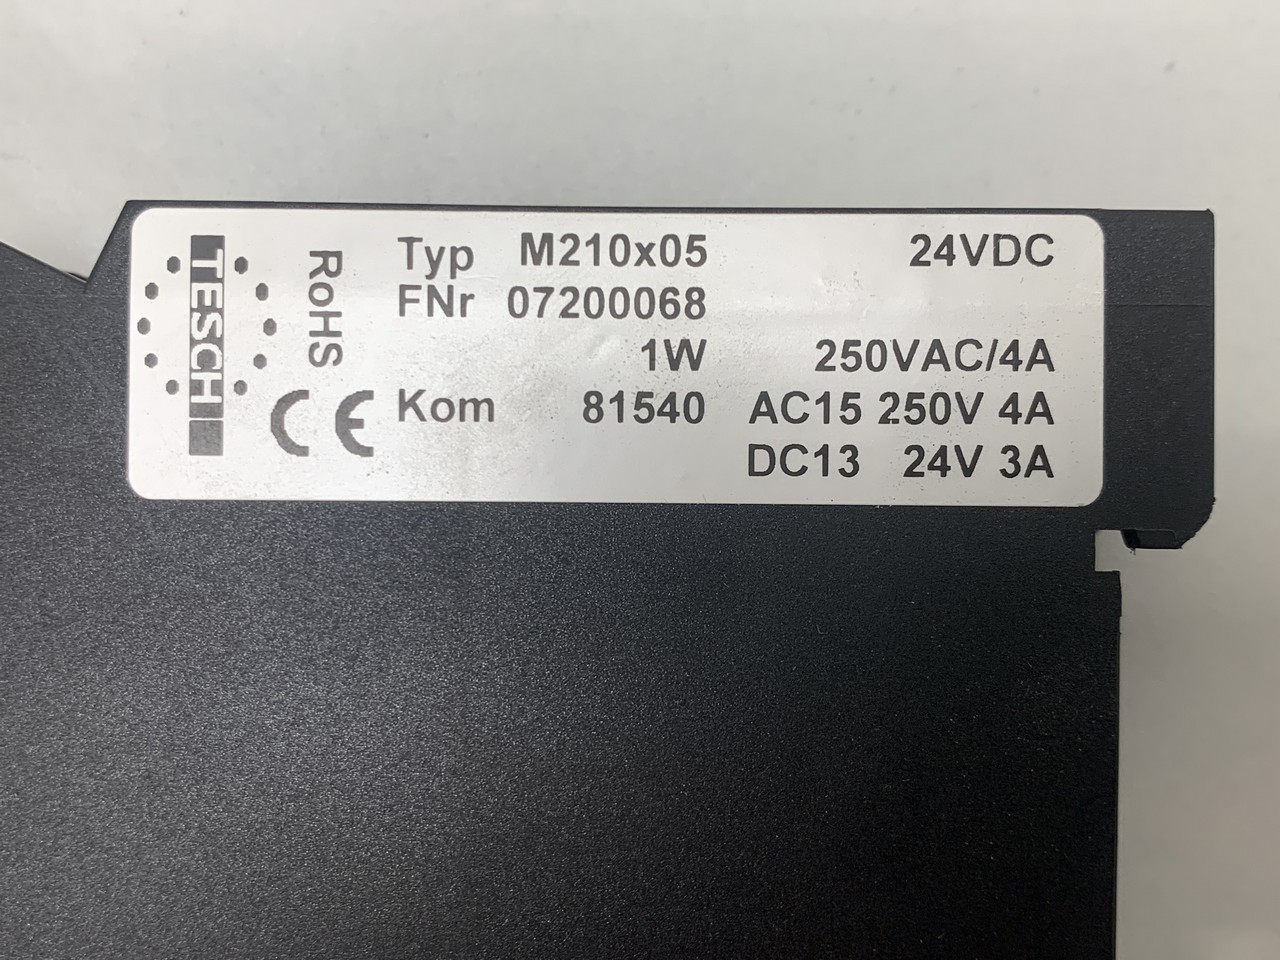 TESCH
RoHS
CE
Typ M210x05 24VDC
FNr 07200068
1W 250VAC/4A
Kom 81540 AC15 250V 4A
DC13 24V 3A